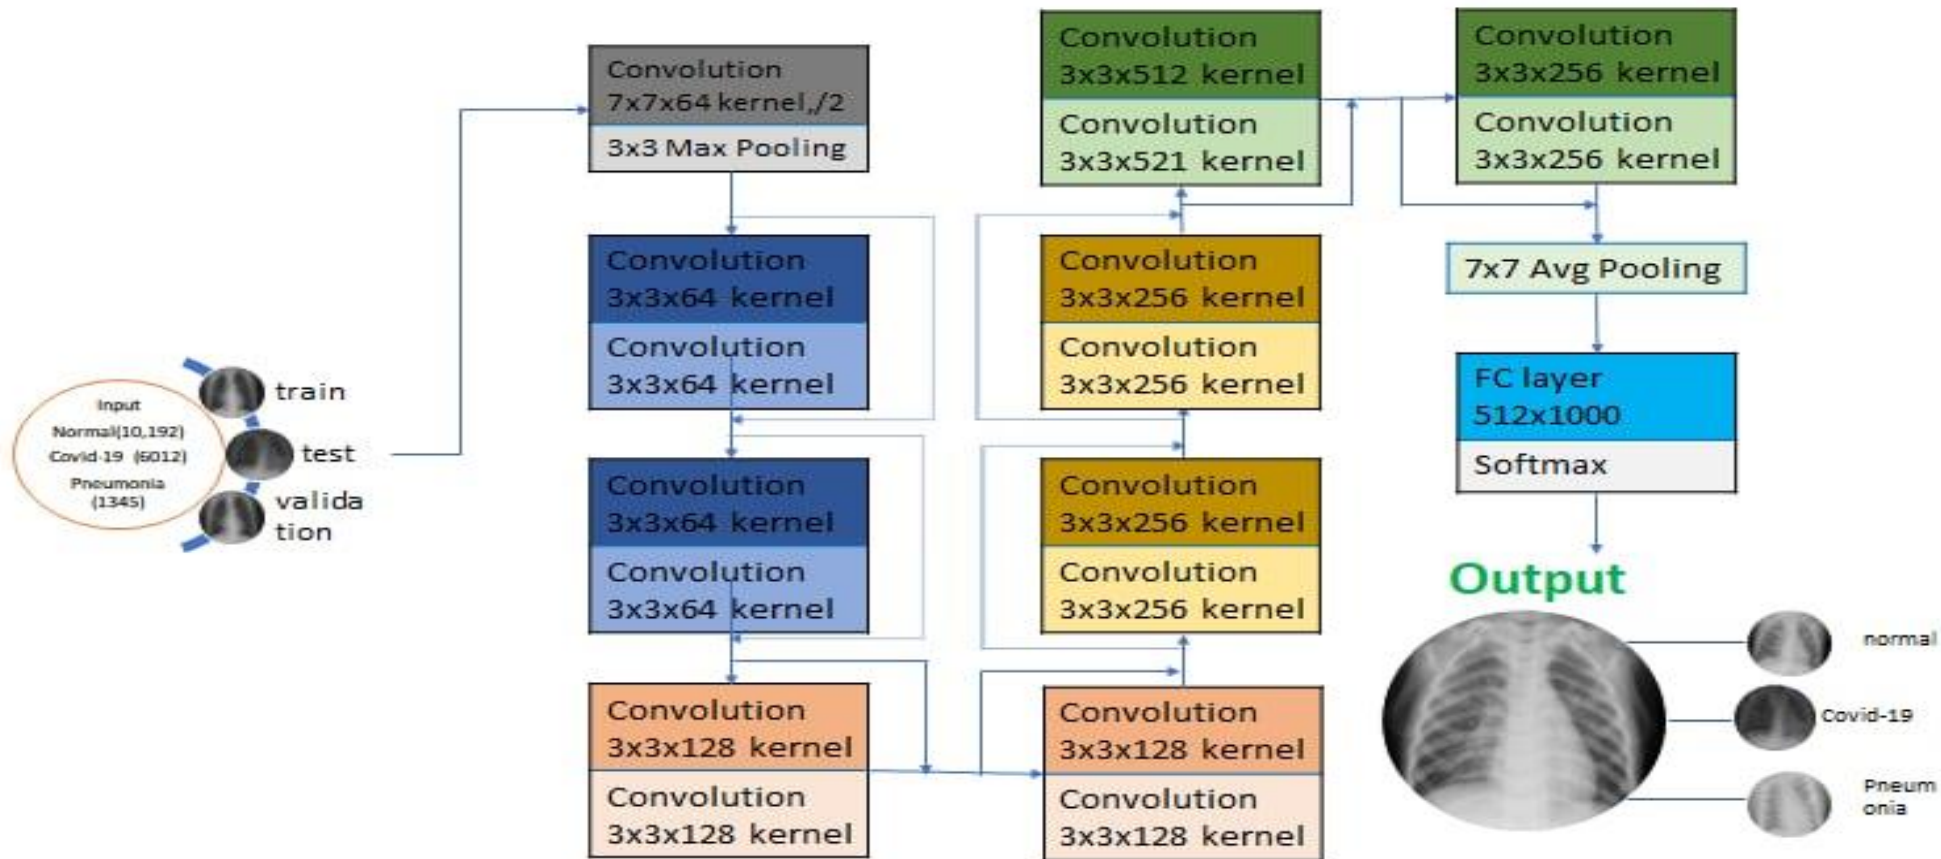 Input
Normal(10,192)
Covid-19 (6012)
Pneumonia
(1345)
train
test
valida
tion
Convolution
7x7x64 kernel,/2
3x3 Max Pooling
Convolution
3x3x64 kernel
Convolution
3x3x64 kernel
Convolution
3x3x64 kernel
Convolution
3x3x64 kernel
Convolution
3x3x128 kernel
Convolution
3x3x128 kernel
Convolution
3x3x128 kernel
Convolution
3x3x128 kernel
Convolution
3x3x256 kernel
Convolution
3x3x256 kernel
Convolution
3x3x256 kernel
Convolution
3x3x256 kernel
Convolution
3x3x512 kernel
Convolution
3x3x521 kernel
Convolution
3x3x256 kernel
Convolution
3x3x256 kernel
7x7 Avg Pooling
FC layer
512x1000
Softmax
Output
normal
Covid-19
Pneum
onia